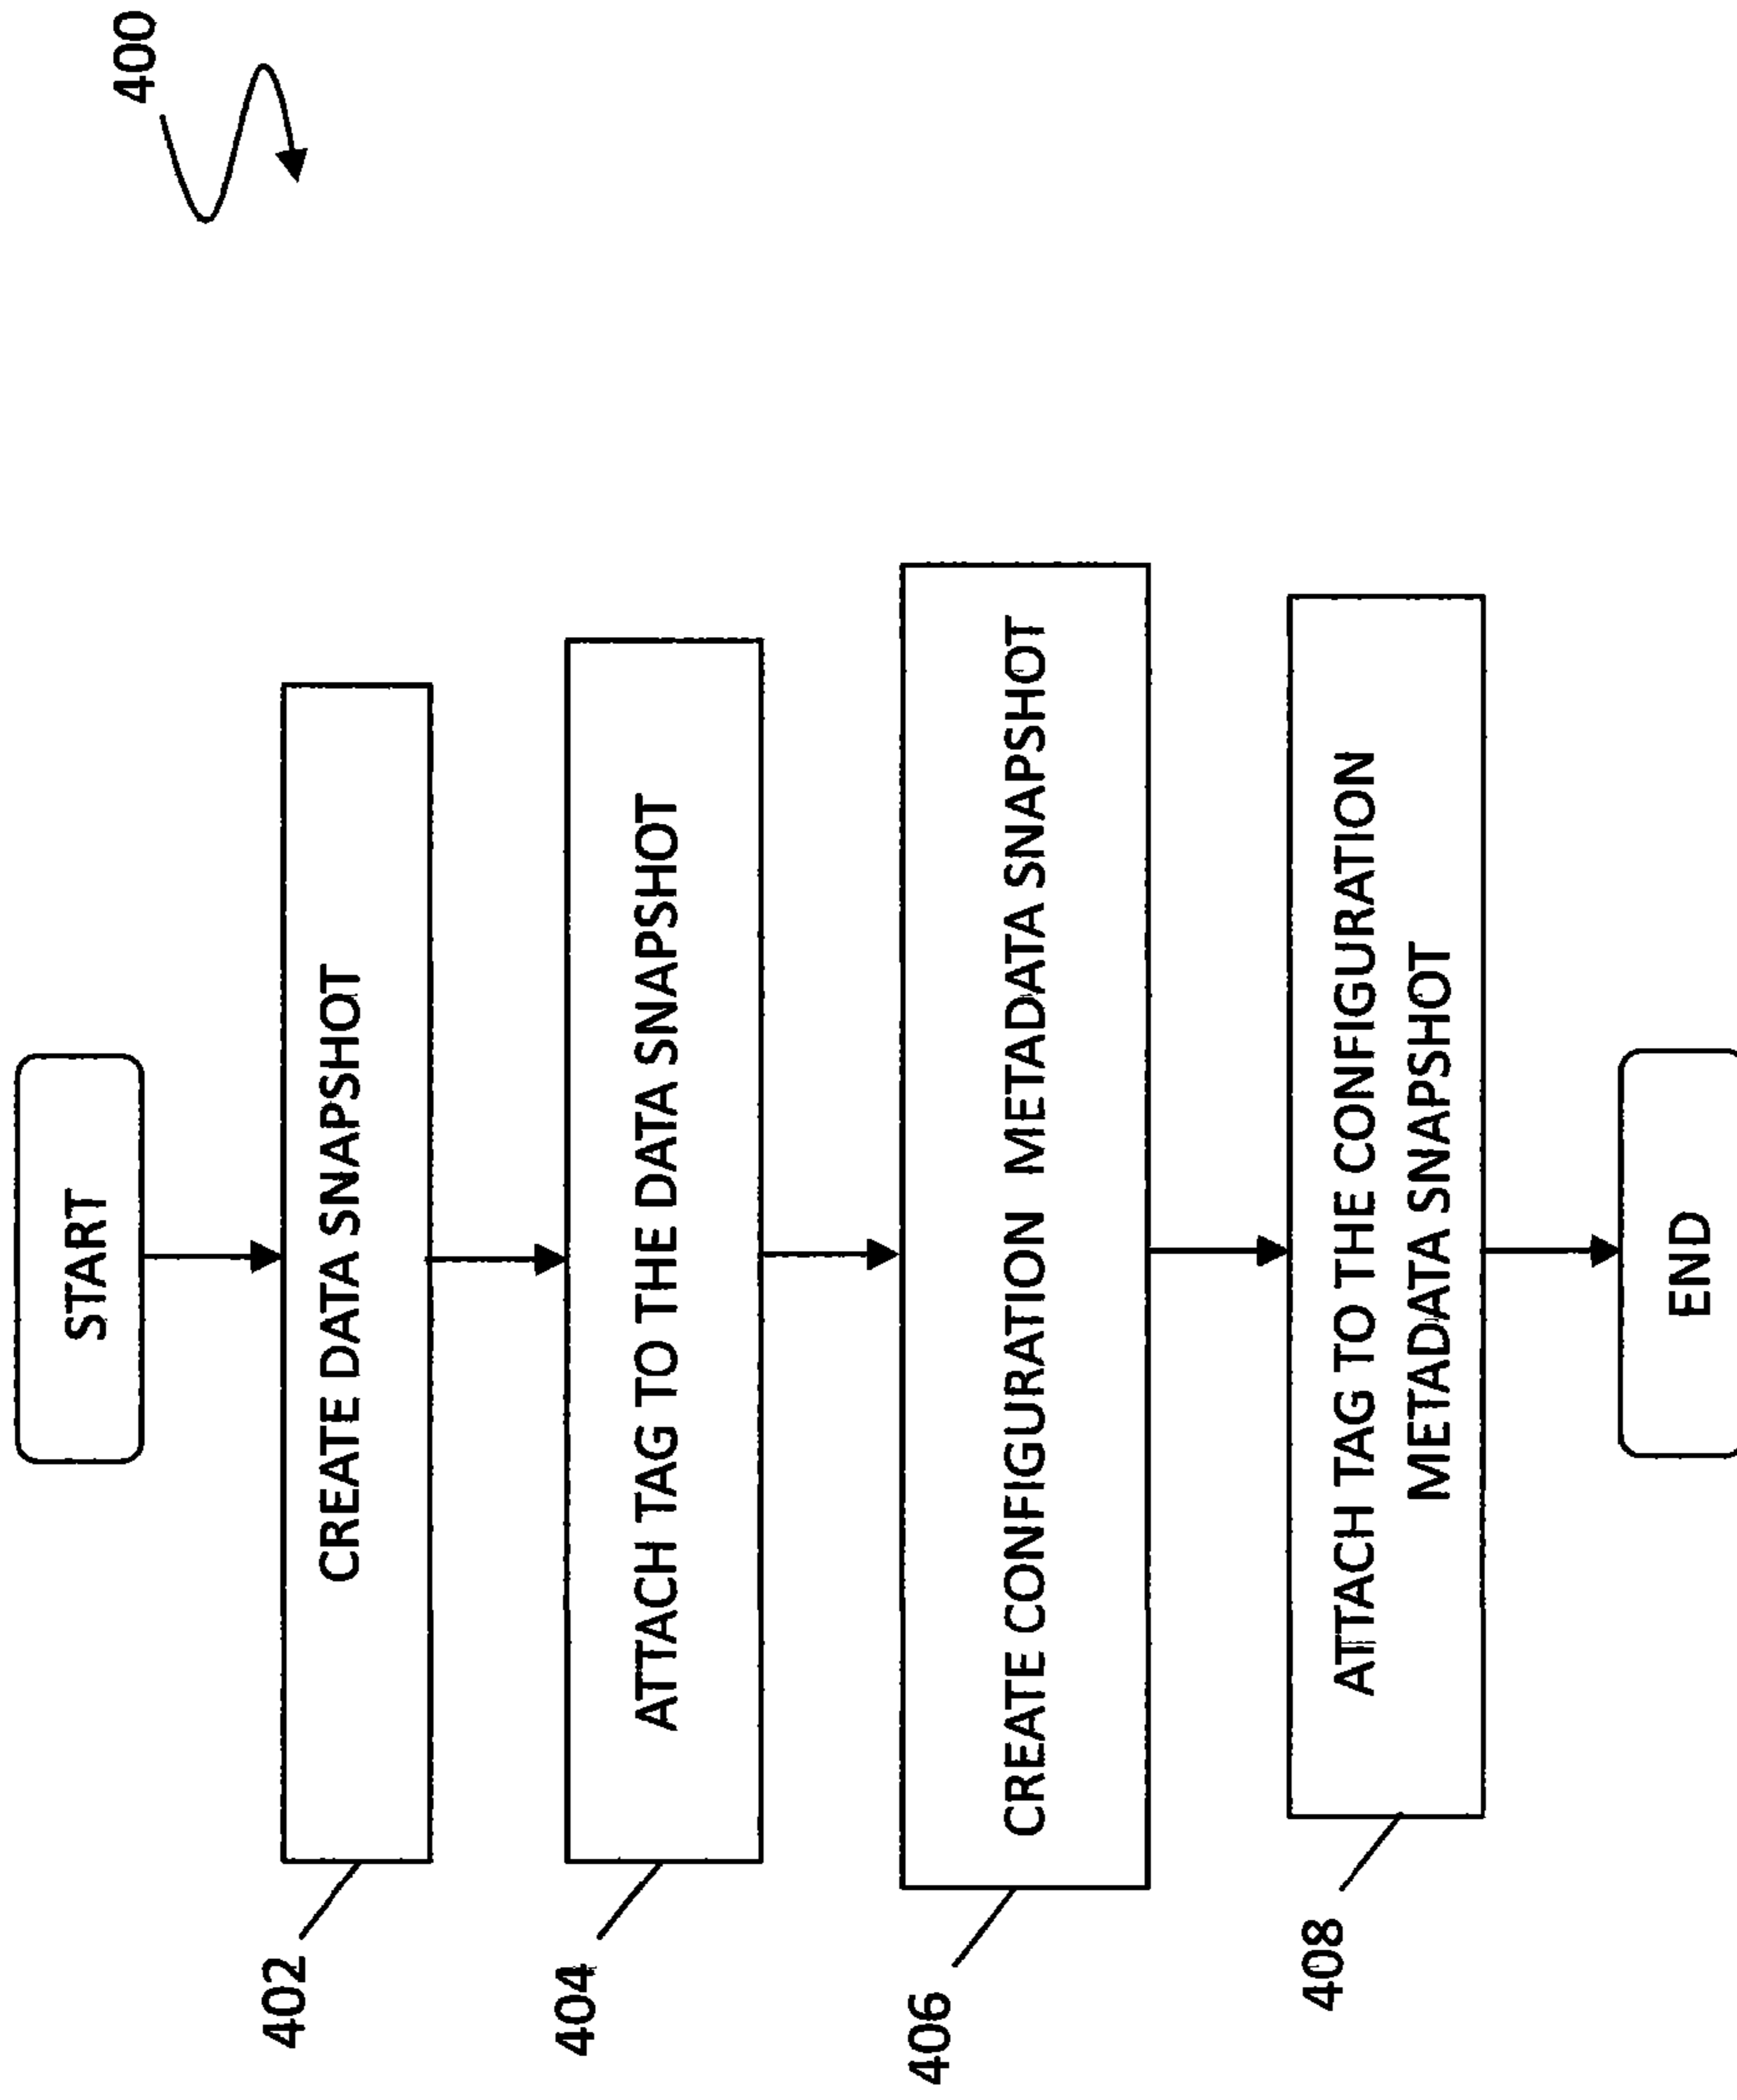 400
START
402
CREATE DATA SNAPSHOT
404
ATTACH TAG TO THE DATA SNAPSHOT
406
CREATE CONFIGURATION METADATA SNAPSHOT
408
ATTACH TAG TO THE CONFIGURATION
METADATA SNAPSHOT
END